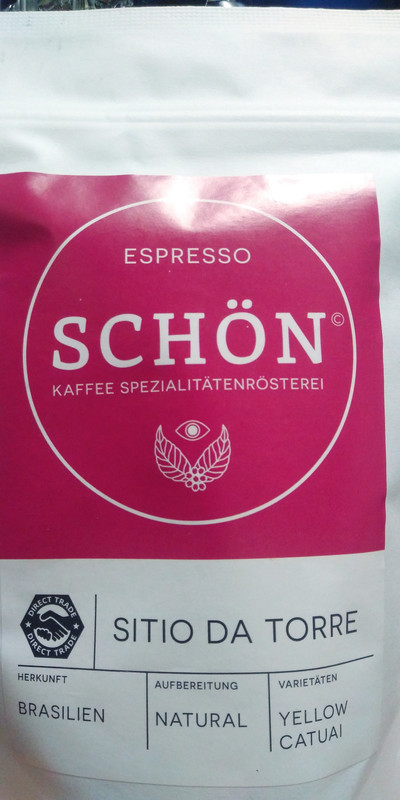 ESPRESSO
SCHÖN©
KAFFEE SPEZIALITÄTENRÖSTEREI
DIRECT TRADE
DIRECT TRADE
SITIO DA TORRE
HERKUNFT
BRASILIEN
AUFBEREITUNG
NATURAL
VARIETÄTEN
YELLOW
CATUAI